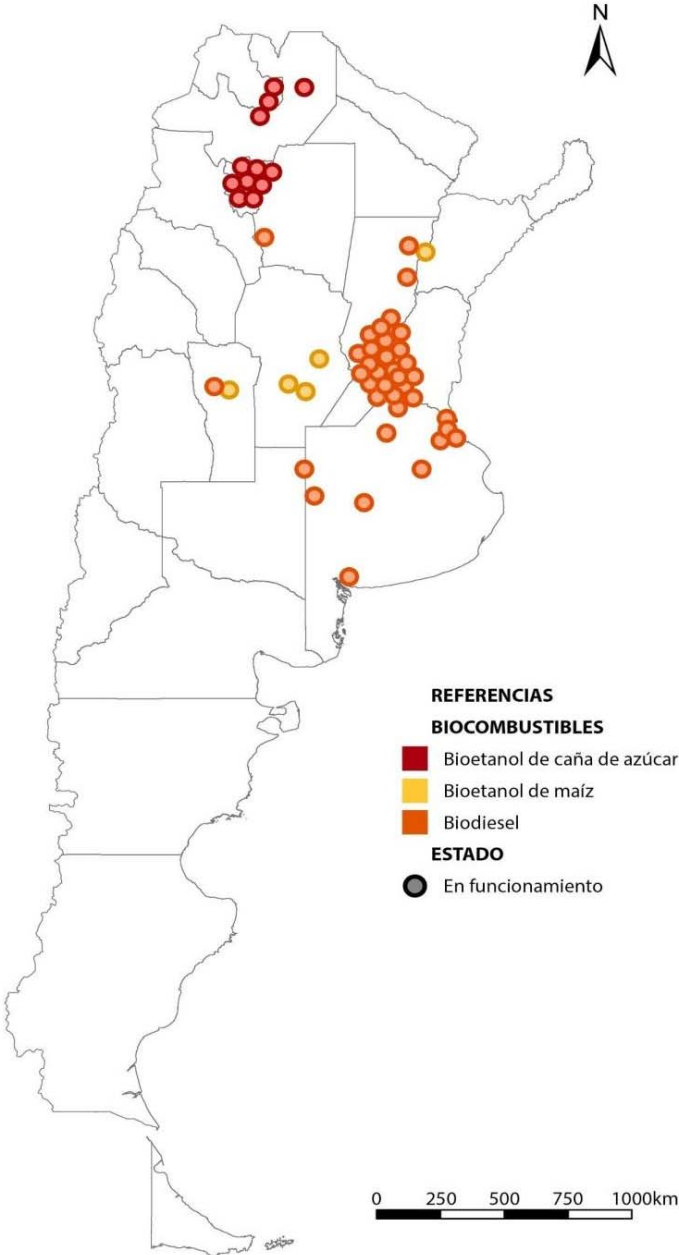 N
REFERENCIAS
BIOCOMBUSTIBLES
Bioetanol de caña de azúcar
Bioetanol de maíz
Biodiesel
ESTADO
En funcionamiento
0 250 500 750 1000km